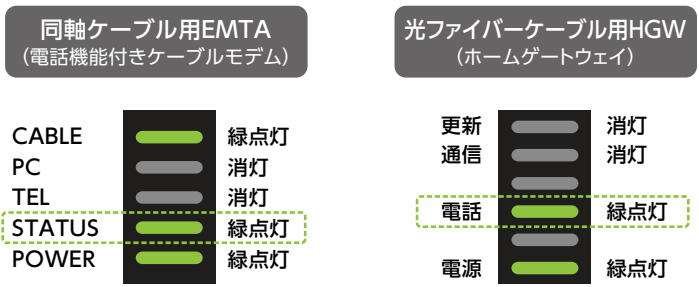 同軸ケーブル用EMTA
(電話機能付きケーブルモデム)
CABLE 緑点灯
PC 消灯
TEL 消灯
STATUS 緑点灯
POWER 緑点灯
光ファイバーケーブル用HGW
(ホームゲートウェイ)
更新 消灯
通信 消灯
電話 緑点灯
電源 緑点灯